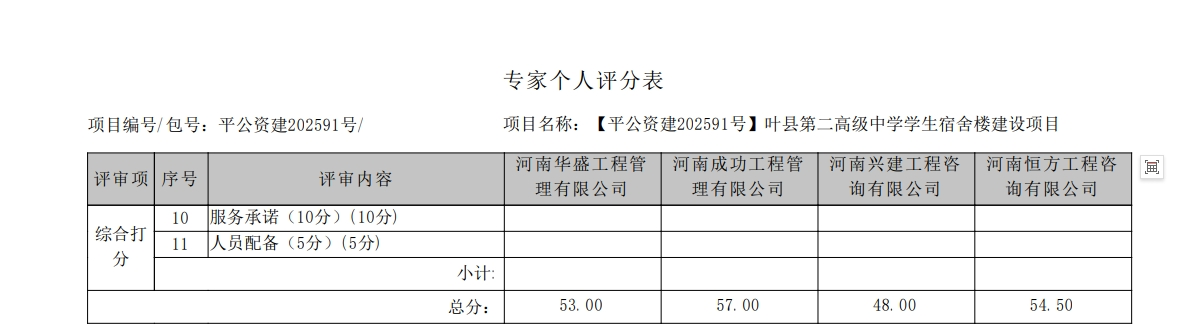 专家个人评分表
项目编号/包号：平公资建202591号/
项目名称：【平公资建202591号】叶县第二高级中学学生宿舍楼建设项目
评审项 序号 评审内容 河南华盛工程管理有限公司 河南成功工程管理有限公司 河南兴建工程咨询有限公司 河南恒方工程咨询有限公司
综合打分
10 服务承诺（10分）(10分)
11 人员配备（5分）(5分)
小计:
总分： 53.00 57.00 48.00 54.50